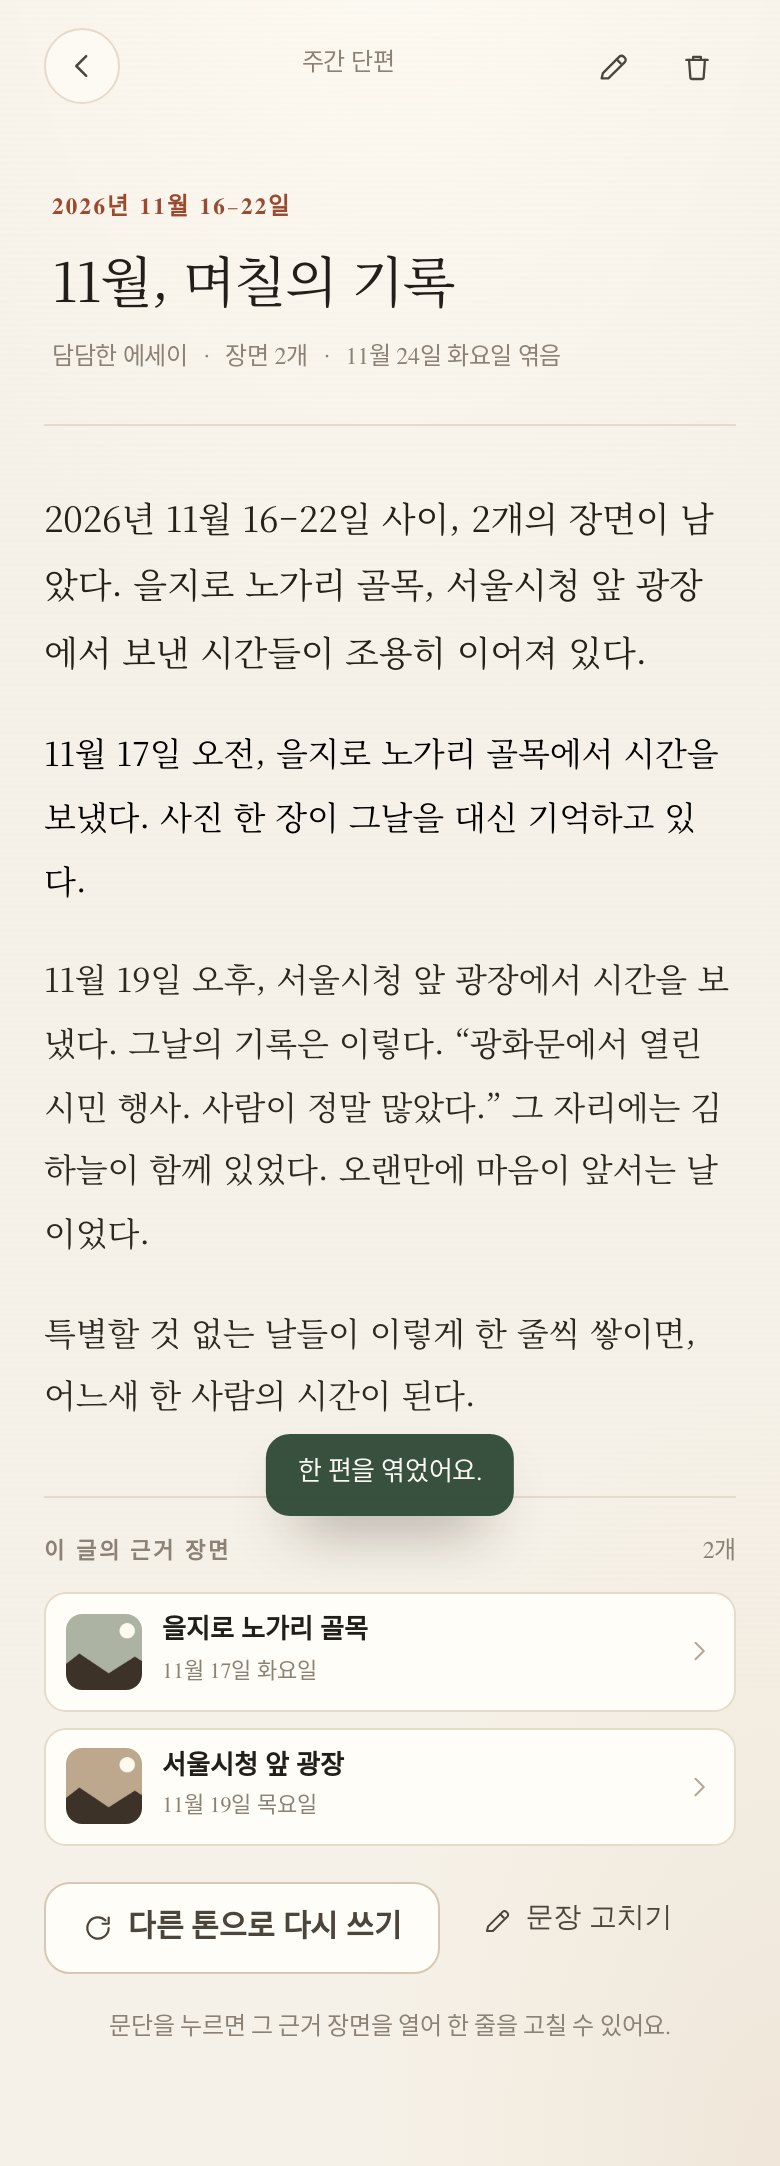 주간 단편
2026년 11월 16–22일
11월, 며칠의 기록
담담한 에세이 · 장면 2개 · 11월 24일 화요일 엮음
2026년 11월 16–22일 사이, 2개의 장면이 남
았다. 을지로 노가리 골목, 서울시청 앞 광장
에서 보낸 시간들이 조용히 이어져 있다.
11월 17일 오전, 을지로 노가리 골목에서 시간을
보냈다. 사진 한 장이 그날을 대신 기억하고 있
다.
11월 19일 오후, 서울시청 앞 광장에서 시간을 보
냈다. 그날의 기록은 이렇다. “광화문에서 열린
시민 행사. 사람이 정말 많았다.” 그 자리에는 김
하늘이 함께 있었다. 오랜만에 마음이 앞서는 날
이었다.
특별할 것 없는 날들이 이렇게 한 줄씩 쌓이면,
어느새 한 사람의 시간이 된다.
한 편을 엮었어요.
이 글의 근거 장면 2개
을지로 노가리 골목
11월 17일 화요일
서울시청 앞 광장
11월 19일 목요일
다른 톤으로 다시 쓰기 문장 고치기
문단을 누르면 그 근거 장면을 열어 한 줄을 고칠 수 있어요.